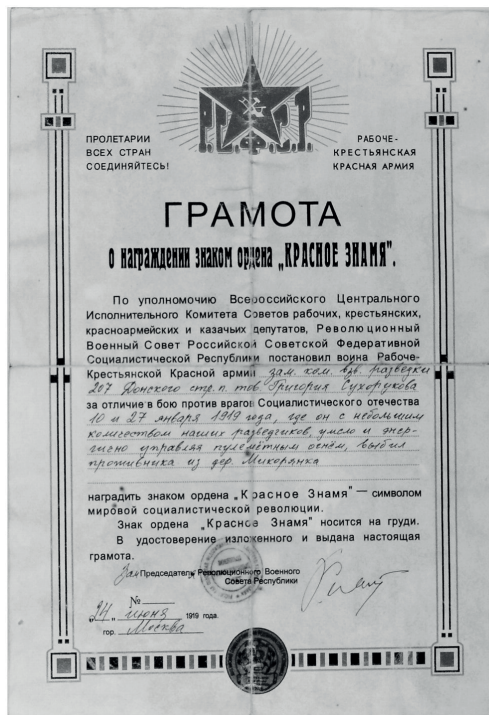 Р.С.Ф.С.Р.
ПРОЛЕТАРИИ
ВСЕХ СТРАН
СОЕДИНЯЙТЕСЬ!
РАБОЧЕ-
КРЕСТЬЯНСКАЯ
КРАСНАЯ АРМИЯ
ГРАМОТА
о награждении знаком ордена „КРАСНОЕ ЗНАМЯ".
По уполномочию Всероссийского Центрального
Исполнительного Комитета Советов рабочих, крестьянских,
красноармейских и казачьих депутатов, Революционный
Военный Совет Российской Советской Федеративной
Социалистической Республики постановил воина Рабоче-
Крестьянской Красной армии зам. ком. взв. разведки
267 Донского стр. п. тов Григория Сухорукова
за отличие в бою против врагов Социалистического отечества
10 и 27 января 1919 года, где он с небольшим
количеством наших разведчиков, умело и энер-
гично управляя пулемётным огнём, выбил
противника из дер. Микорянка
наградить знаком ордена „Красное Знамя" — символом
мировой социалистической революции.
Знак ордена „Красное Знамя" носится на груди.
В удостоверение изложенного и выдана настоящая
грамота.
Зам Председатель Революционного Военного
Совета Республики
№
„24" июня 1919 года.
гор. Москва